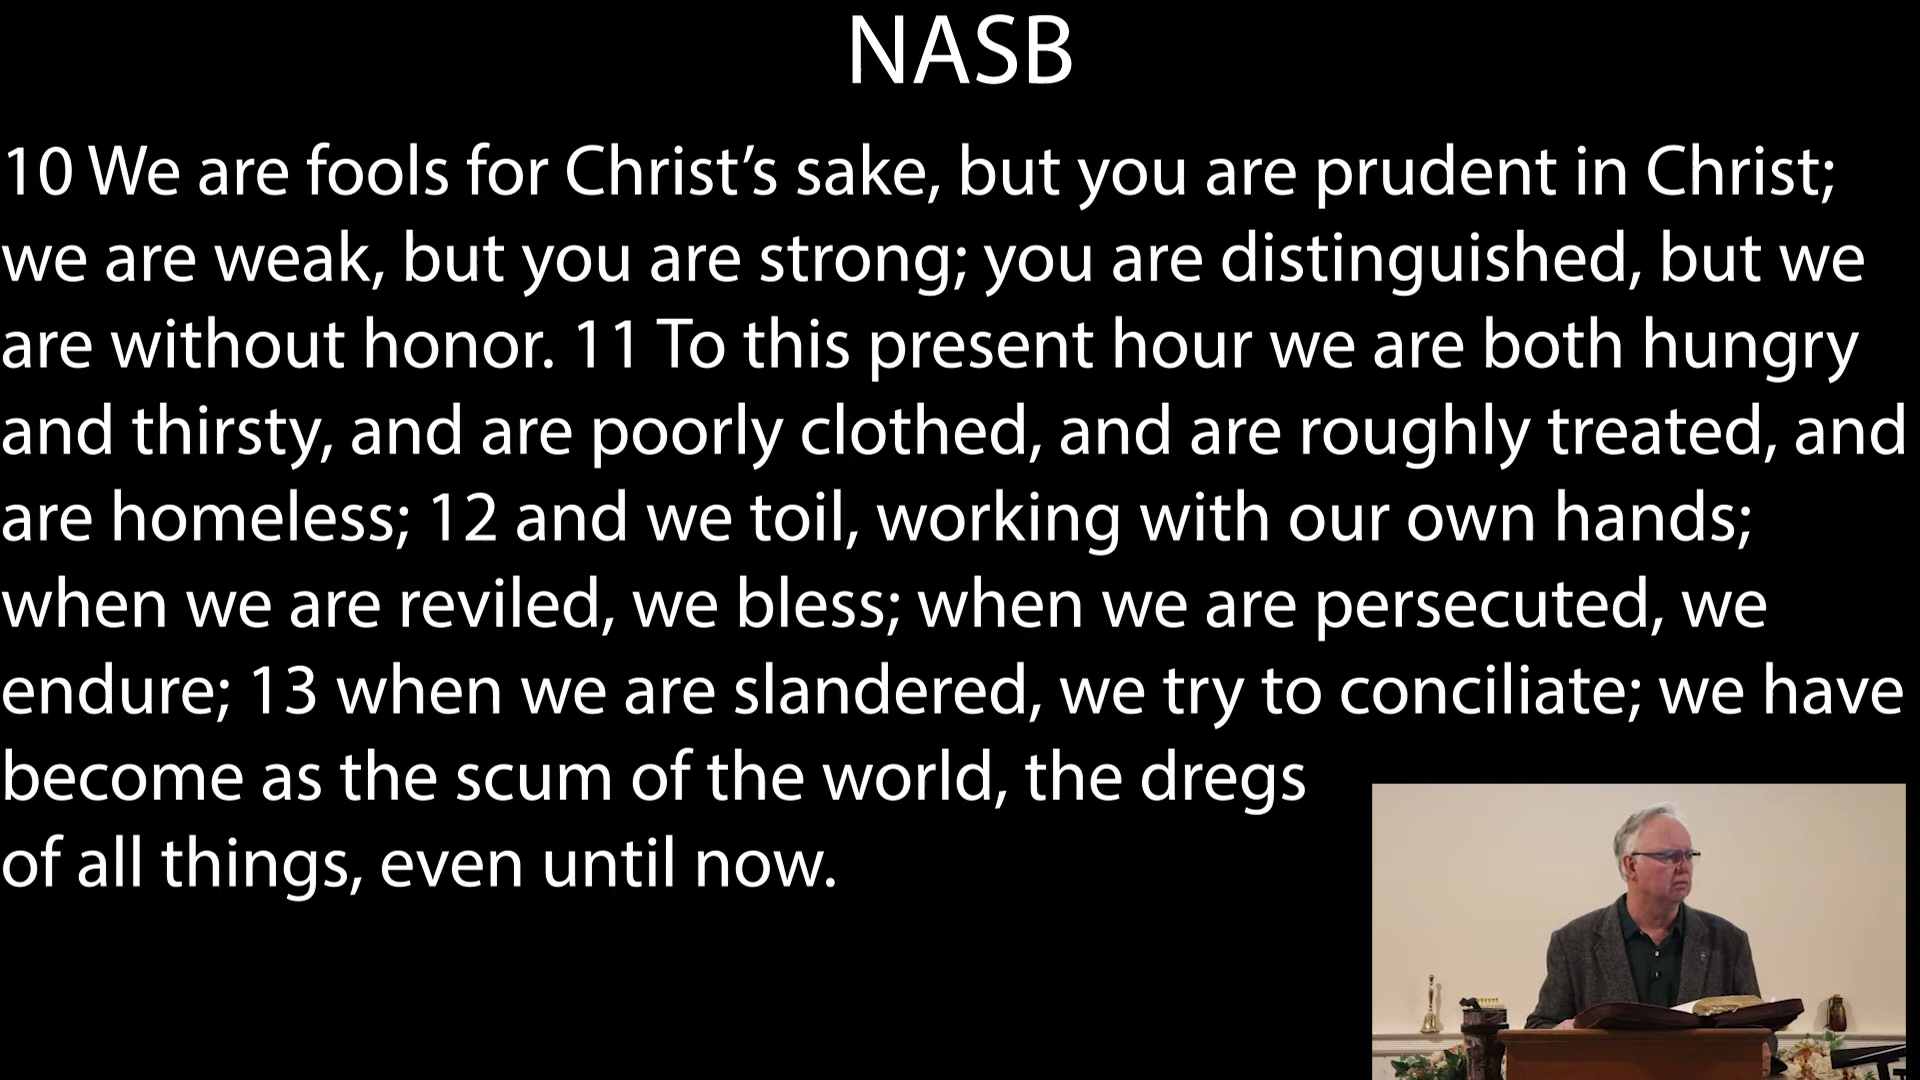 NASB
10 We are fools for Christ’s sake, but you are prudent in Christ;
we are weak, but you are strong; you are distinguished, but we
are without honor. 11 To this present hour we are both hungry
and thirsty, and are poorly clothed, and are roughly treated, and
are homeless; 12 and we toil, working with our own hands;
when we are reviled, we bless; when we are persecuted, we
endure; 13 when we are slandered, we try to conciliate; we have
become as the scum of the world, the dregs
of all things, even until now.